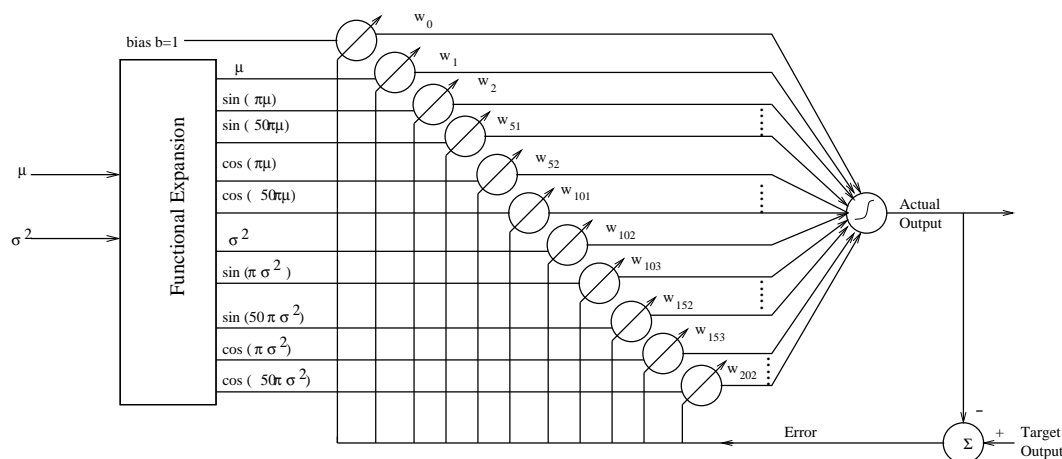 bias b=1
w0
μ
w1
sin ( πμ)
w2
sin ( 50πμ)
w51
cos (πμ)
w52
cos ( 50πμ)
w101
μ
σ2
Functional Expansion
σ2
w102
sin (π σ2 )
w103
sin (50 π σ2)
w152
cos (π σ2)
w153
cos ( 50π σ2)
w202
Actual
Output
−
+
Σ
Error
Target
Output